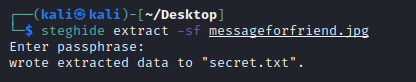 ┌──(kali㉿kali)-[~/Desktop]
└─$ steghide extract -sf messageforfriend.jpg
Enter passphrase:
wrote extracted data to "secret.txt".